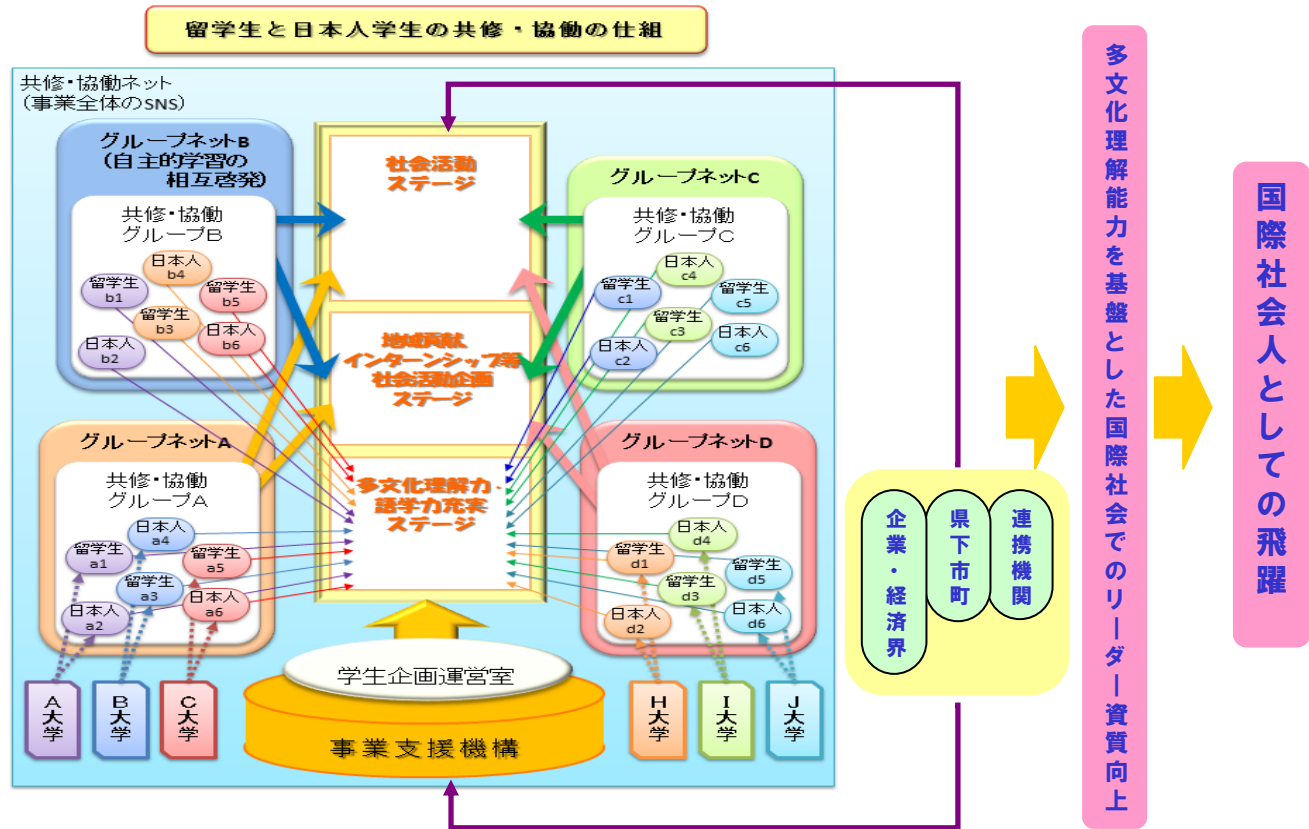 留学生と日本人学生の共修・協働の仕組
共修・協働ネット
(事業全体のSNS)
グループネットB
(自主的学習の
相互啓発)
共修・協働
グループB
日本人
b4
留学生
b1
留学生
b5
留学生
b3
日本人
b6
日本人
b2
社会活動
ステージ
グループネットC
共修・協働
グループC
日本人
c4
留学生
c1
留学生
c5
留学生
c3
日本人
c6
日本人
c2
地域貢献
インターンシップ等
社会活動企画
ステージ
グループネットA
共修・協働
グループA
日本人
a4
留学生
a1
留学生
a5
留学生
a3
日本人
a6
日本人
a2
多文化理解力・
語学力充実
ステージ
グループネットD
共修・協働
グループD
日本人
d4
留学生
d1
留学生
d5
留学生
d3
日本人
d6
日本人
d2
A大学
B大学
C大学
学生企画運営室
事業支援機構
H大学
I大学
J大学
企業・経済界
県下市町
連携機関
多文化理解能力を基盤とした国際社会でのリーダー資質向上
国際社会人としての飛躍